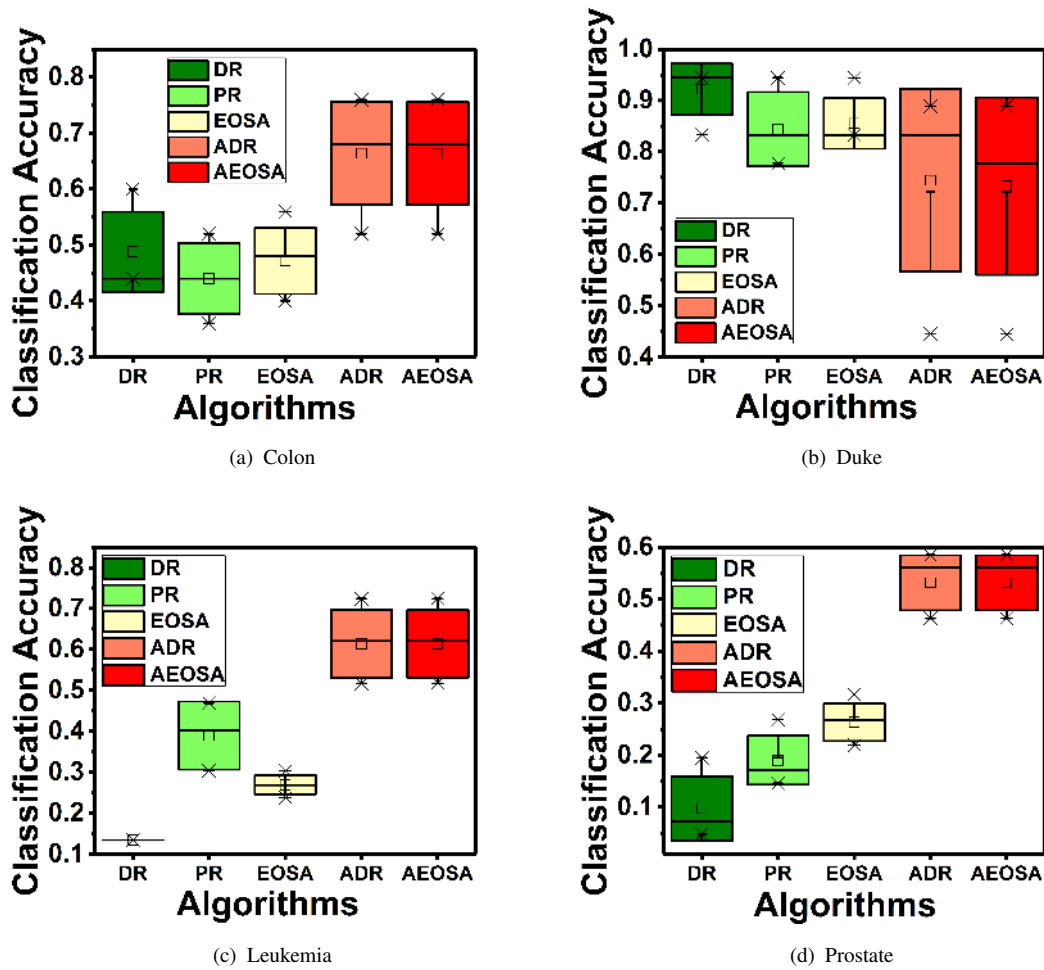 (a)
(b)
Classification Accuracy
0.8
0.7
0.6
0.5
0.4
0.3
DR
PR
EOSA
ADR
AEOSA
DR
PR
EOSA
ADR
AEOSA
Algorithms
(a) Colon
Classification Accuracy
1.0
0.9
0.8
0.7
0.6
0.5
0.4
DR
PR
EOSA
ADR
AEOSA
DR
PR
EOSA
ADR
AEOSA
Algorithms
(b) Duke
(c)
(d)
Classification Accuracy
0.8
0.7
0.6
0.5
0.4
0.3
0.2
0.1
DR
PR
EOSA
ADR
AEOSA
DR
PR
EOSA
ADR
AEOSA
Algorithms
(c) Leukemia
Classification Accuracy
0.6
0.5
0.4
0.3
0.2
0.1
DR
PR
EOSA
ADR
AEOSA
DR
PR
EOSA
ADR
AEOSA
Algorithms
(d) Prostate